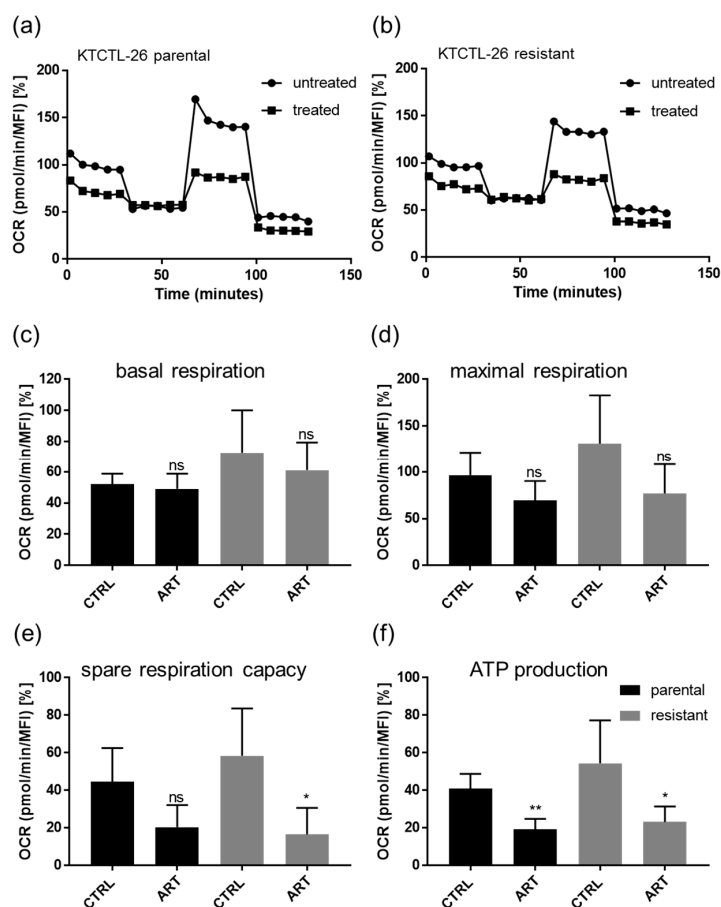 (a)
KTCTL-26 parental
OCR (pmol/min/MFI) [%]
200
150
100
50
0
untreated
treated
0
50
100
150
Time (minutes)
(b)
KTCTL-26 resistant
OCR (pmol/min/MFI) [%]
200
150
100
50
0
untreated
treated
0
50
100
150
Time (minutes)
(c)
basal respiration
OCR (pmol/min/MFI) [%]
120
100
80
60
40
20
0
ns
ns
CTRL
ART
CTRL
ART
(d)
maximal respiration
OCR (pmol/min/MFI) [%]
200
150
100
50
0
ns
ns
CTRL
ART
CTRL
ART
(e)
spare respiration capacy
OCR (pmol/min/MFI) [%]
100
80
60
40
20
0
ns
*
CTRL
ART
CTRL
ART
(f)
ATP production
OCR (pmol/min/MFI) [%]
100
80
60
40
20
0
parental
resistant
**
*
CTRL
ART
CTRL
ART